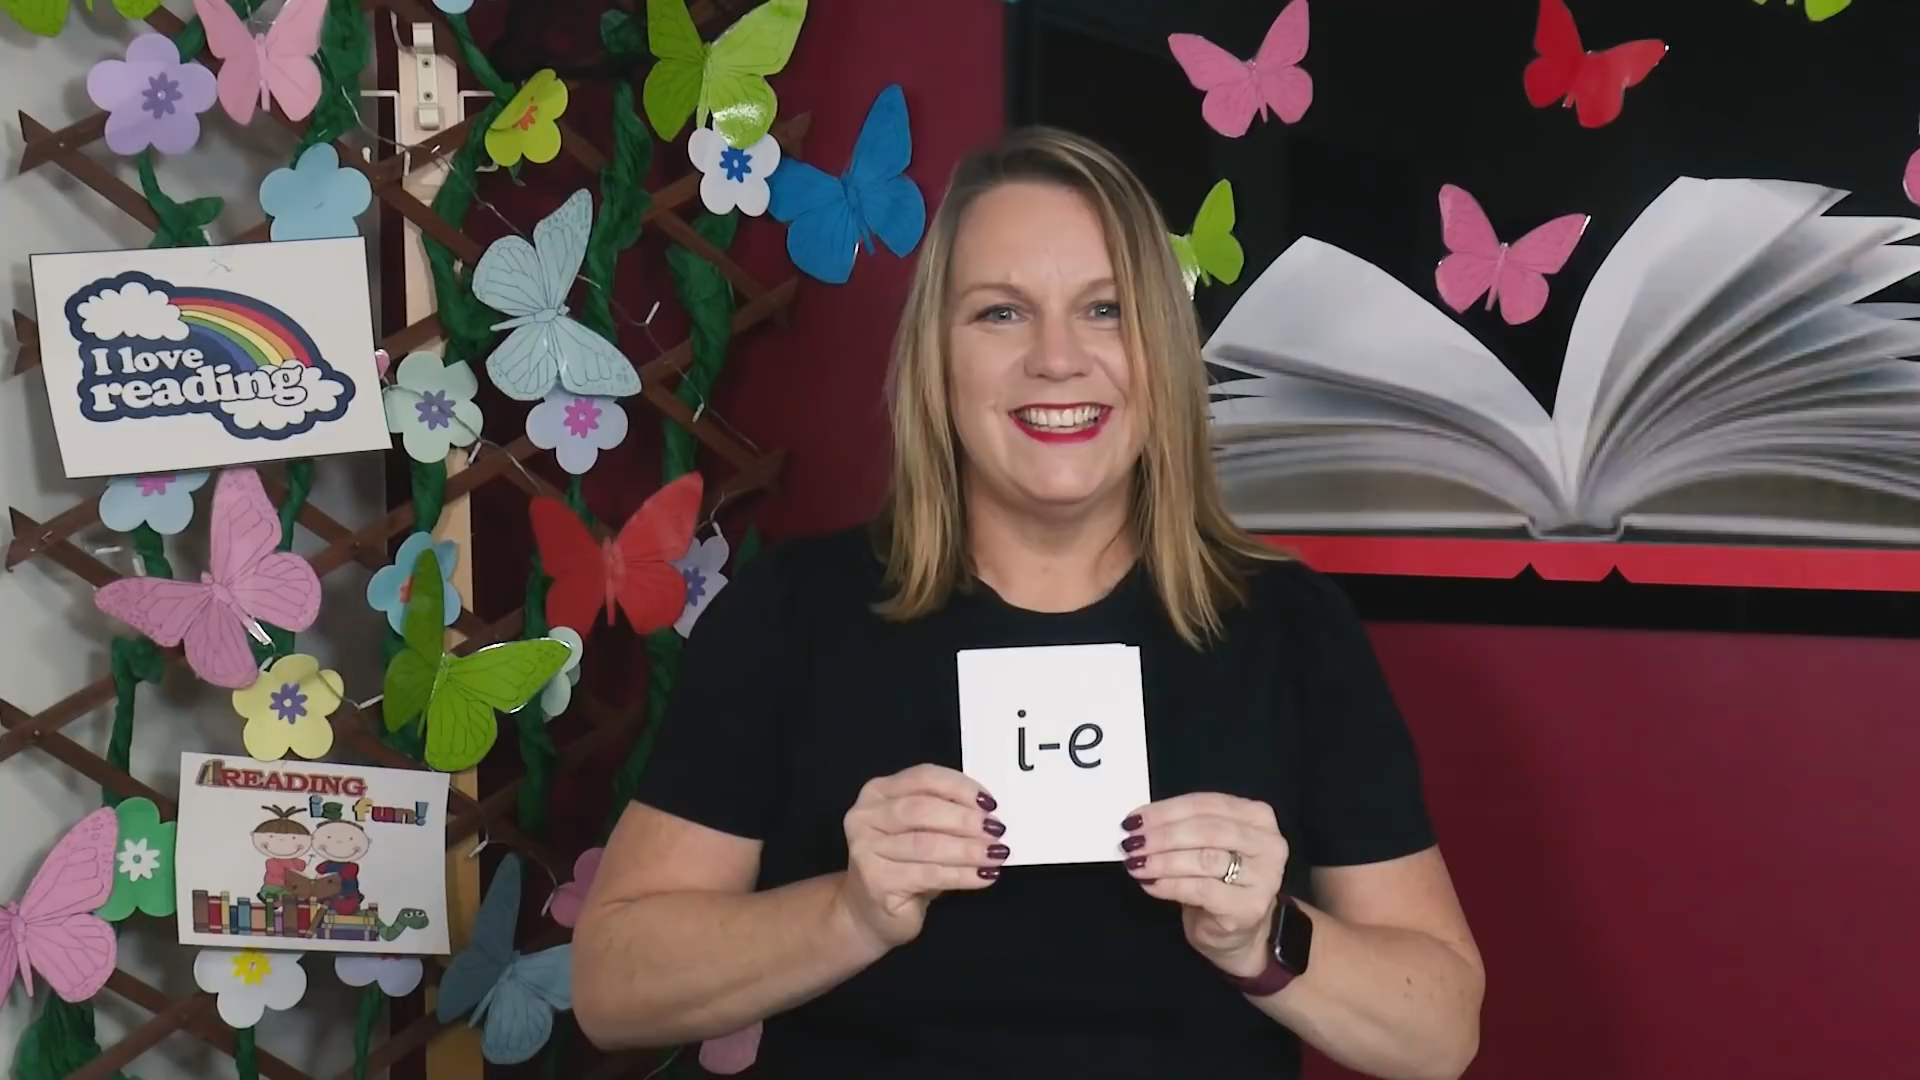 I love
reading
READING
is fun!
i-e